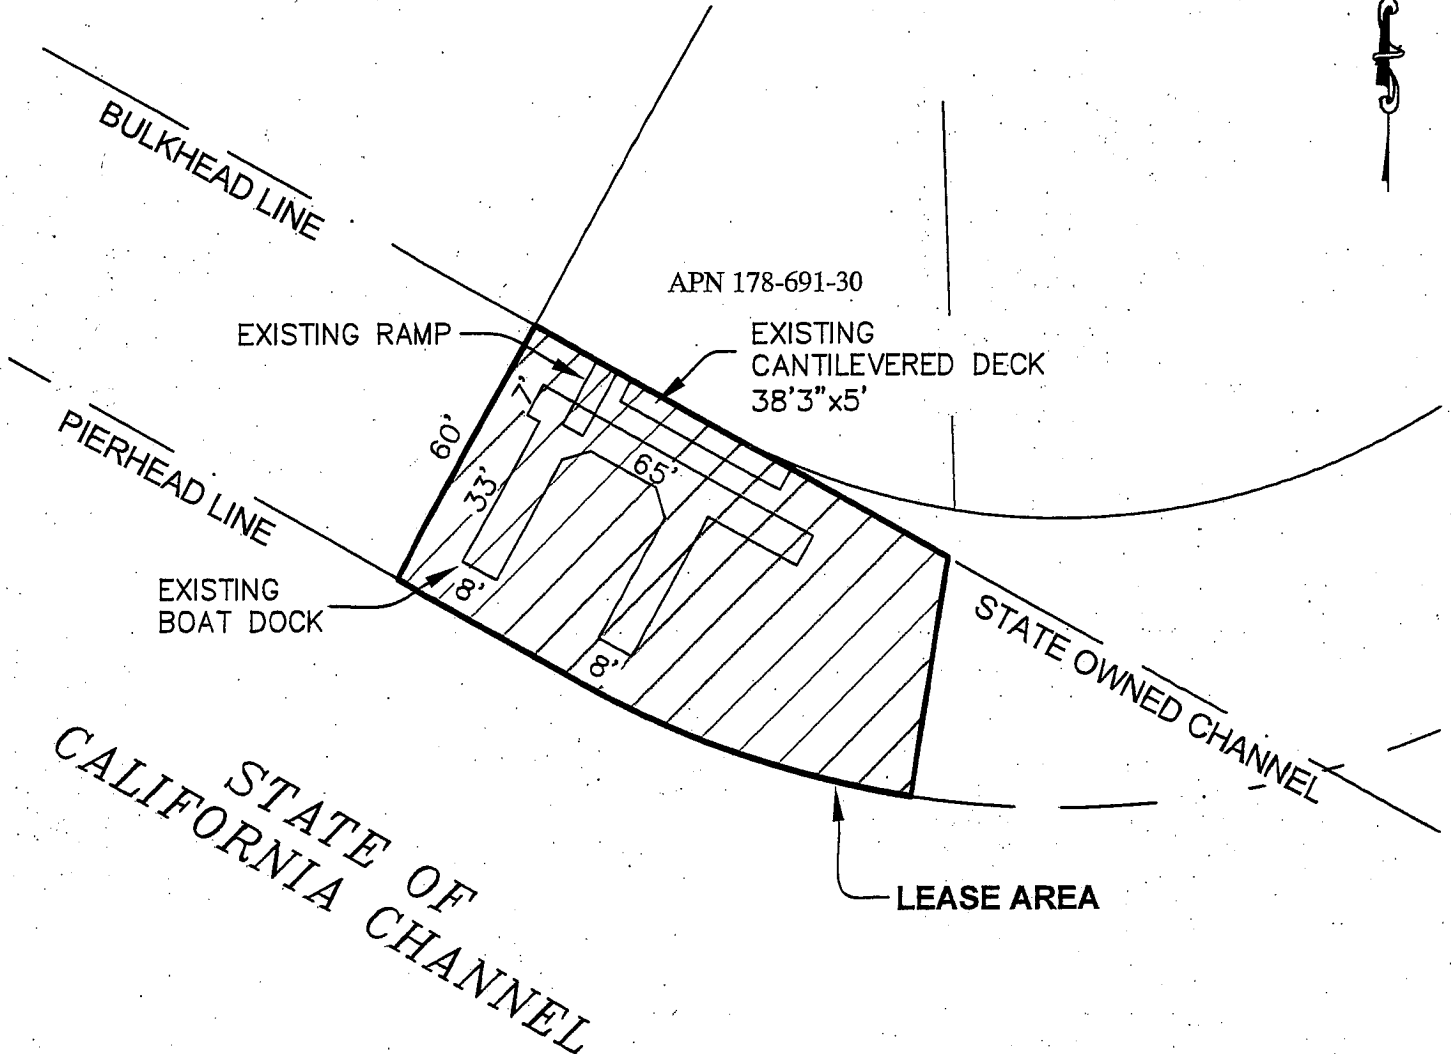 BULKHEAD LINE
APN 178-691-30
EXISTING RAMP
EXISTING
CANTILEVERED DECK
38'3"x5'
7'
60'
65'
33'
PIERHEAD LINE
EXISTING
BOAT DOCK
8'
8'
STATE OWNED CHANNEL
STATE OF
CALIFORNIA CHANNEL
LEASE AREA